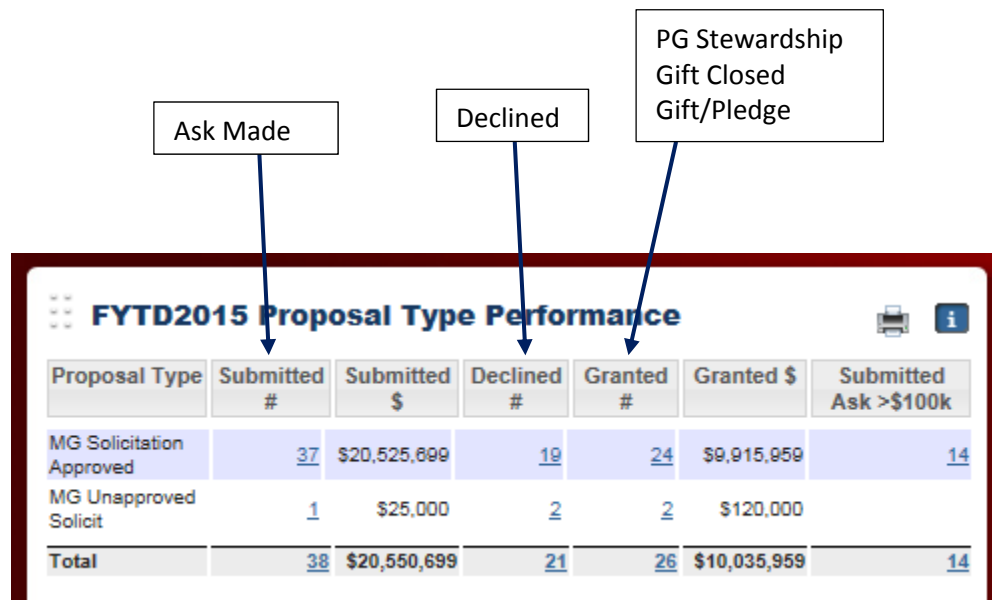 PG Stewardship
Gift Closed
Gift/Pledge
Ask Made
Declined
FYTD2015 Proposal Type Performance
Proposal Type Submitted # Submitted $ Declined # Granted # Granted $ Submitted Ask >$100k
MG Solicitation Approved 37 $20,525,699 19 24 $9,915,959 14
MG Unapproved Solicit 1 $25,000 2 2 $120,000
Total 38 $20,550,699 21 26 $10,035,959 14